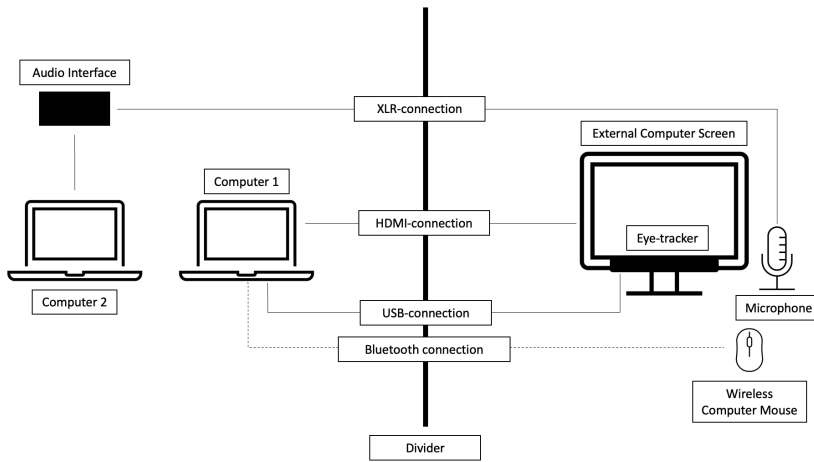 Audio Interface
XLR-connection
External Computer Screen
Computer 1
HDMI-connection
Eye-tracker
Computer 2
USB-connection
Microphone
Bluetooth connection
Wireless
Computer Mouse
Divider